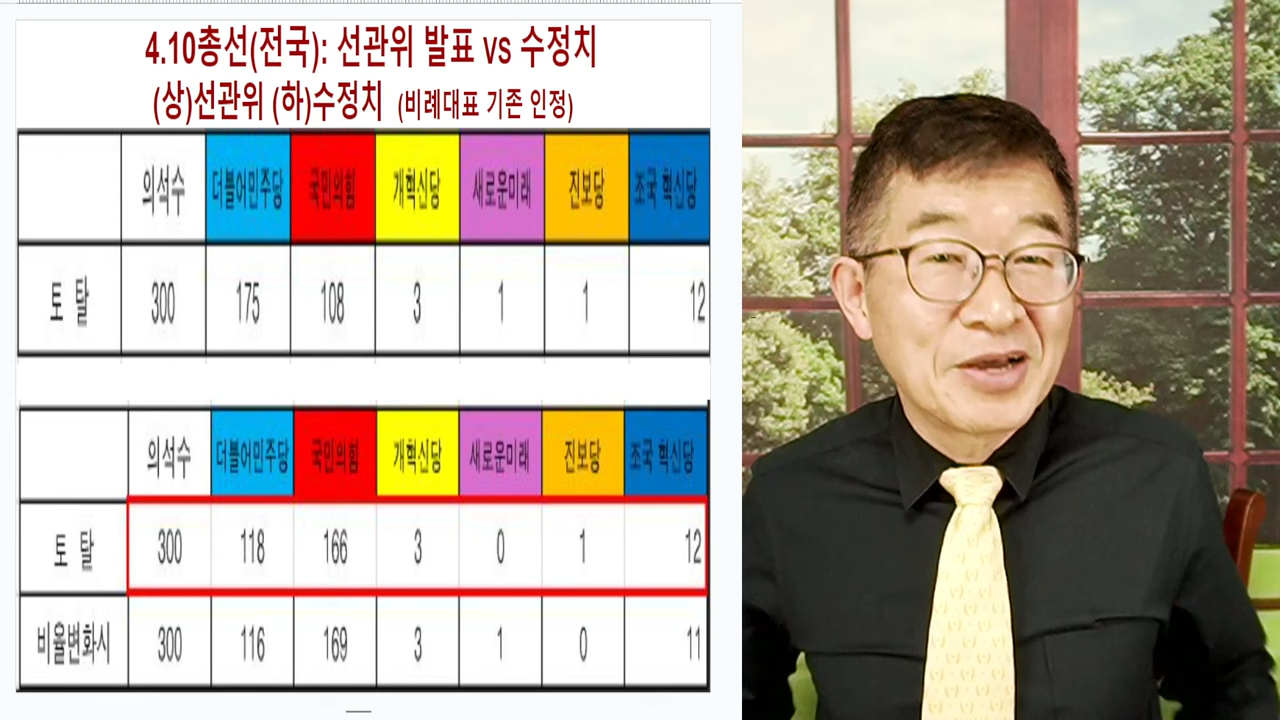 4.10총선(전국): 선관위 발표 vs 수정치
(상)선관위 (하)수정치 (비례대표 기존 인정)
의석수 더불어민주당 국민의힘 개혁신당 새로운미래 진보당 조국 혁신당
토 탈 300 175 108 3 1 1 12
의석수 더불어민주당 국민의힘 개혁신당 새로운미래 진보당 조국 혁신당
토 탈 300 118 166 3 0 1 12
비율변화시 300 116 169 3 1 0 11